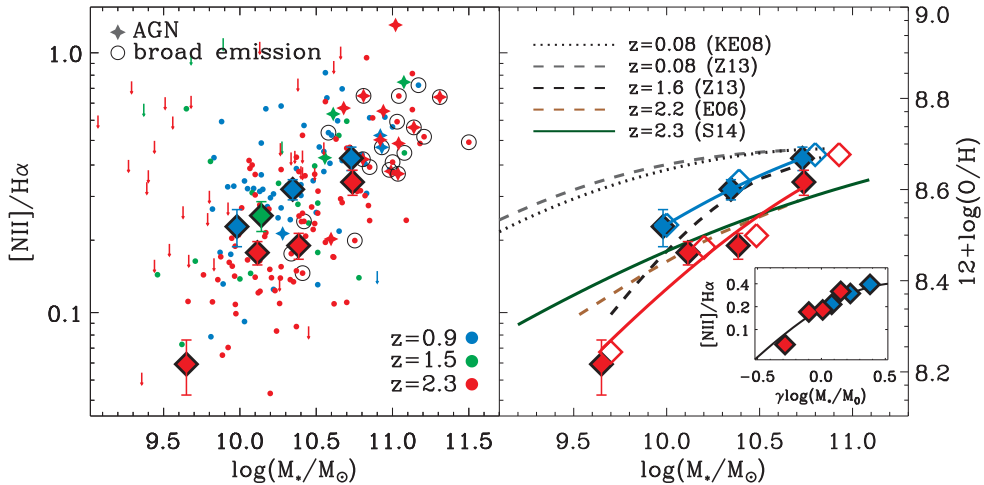 AGN
broad emission
1.0
0.1
[NII]/Hα
z=0.9
z=1.5
z=2.3
9.5 10.0 10.5 11.0 11.5
log(M*/M⊙)
z=0.08 (KE08)
z=0.08 (Z13)
z=1.6 (Z13)
z=2.2 (E06)
z=2.3 (S14)
9.0
8.8
8.6
8.4
8.2
12+log(O/H)
9.5 10.0 10.5 11.0
log(M*/M⊙)
[NII]/Hα
0.4
0.2
0.1
-0.5 0.0 0.5
γlog(M*/M0)